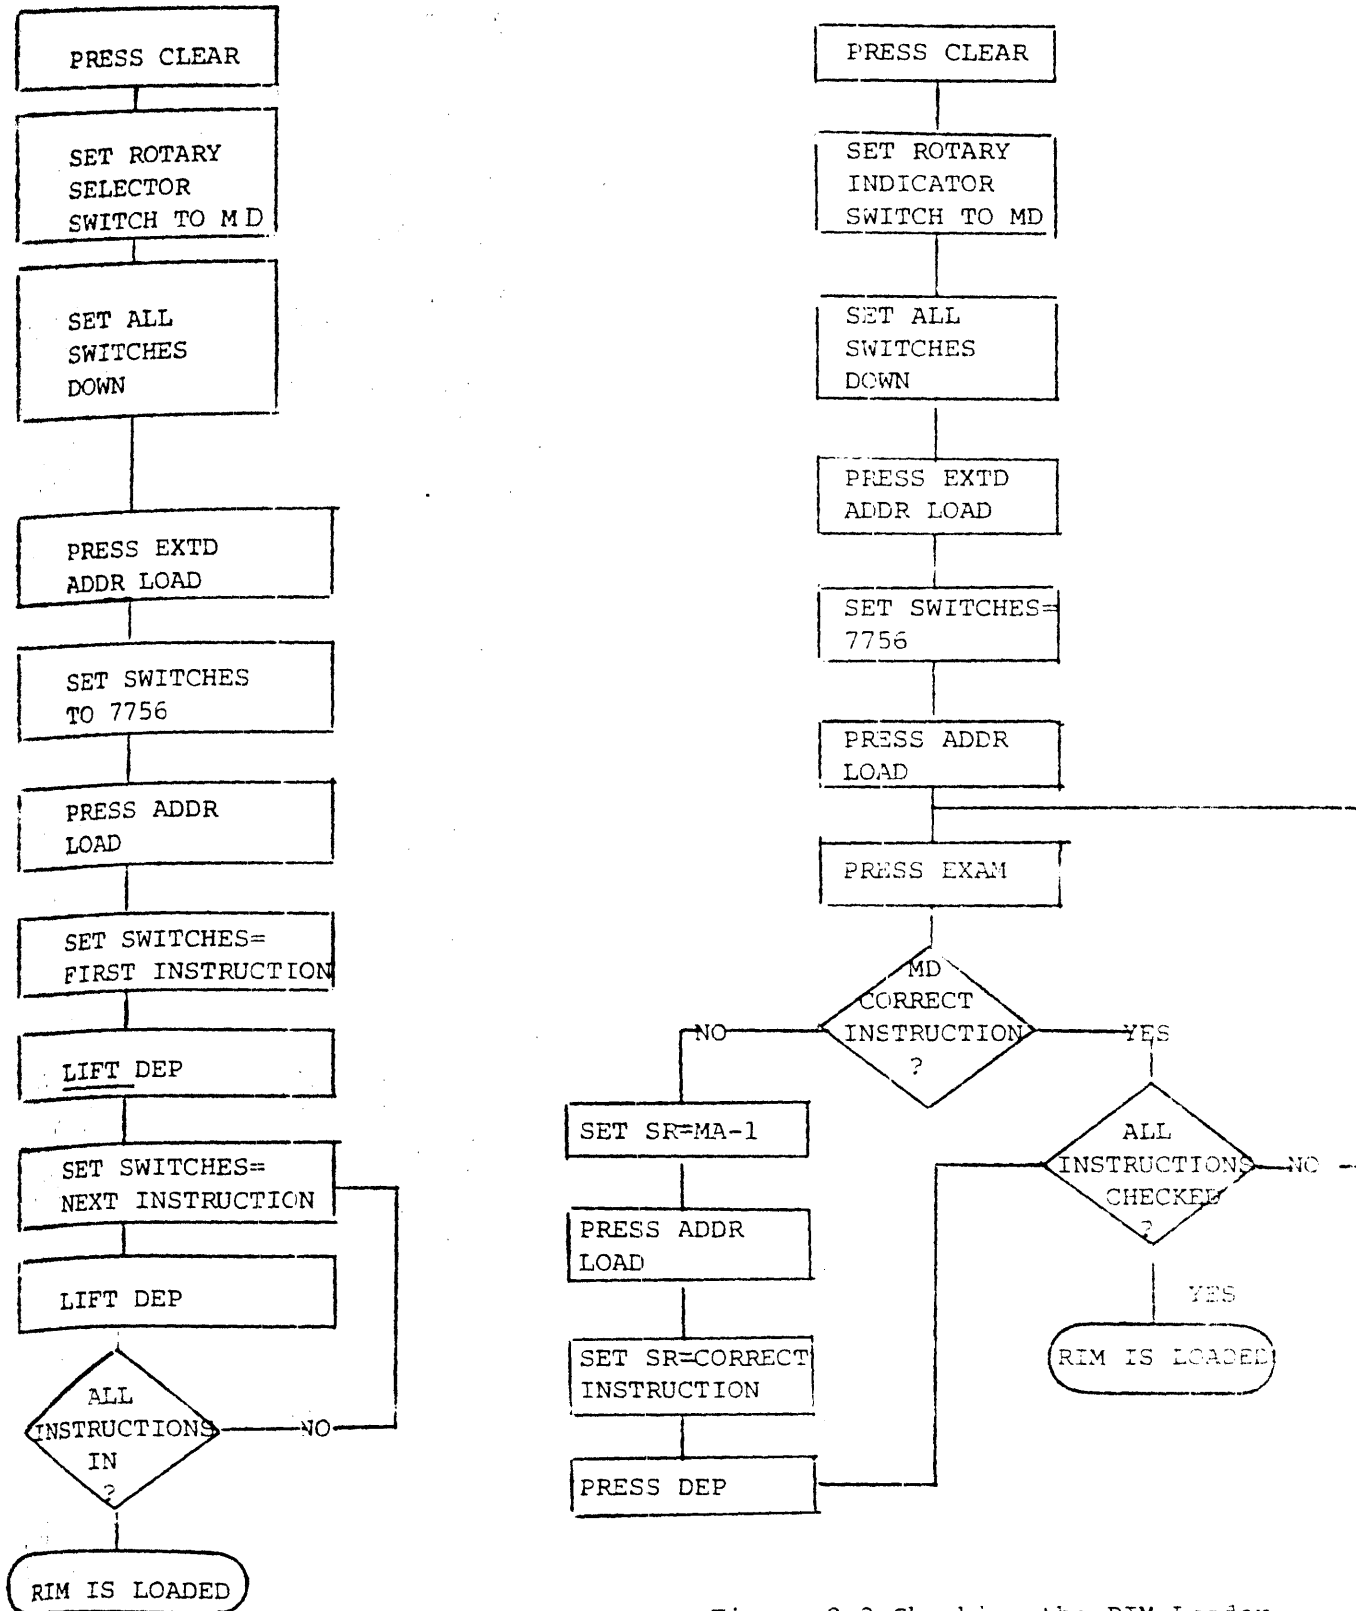 PRESS CLEAR
SET ROTARY
SELECTOR
SWITCH TO MD
SET ALL
SWITCHES
DOWN
PRESS EXTD
ADDR LOAD
SET SWITCHES
TO 7756
PRESS ADDR
LOAD
SET SWITCHES=
FIRST INSTRUCTION
LIFT DEP
SET SWITCHES=
NEXT INSTRUCTION
LIFT DEP
ALL
INSTRUCTIONS
IN
?
NO
RIM IS LOADED
PRESS CLEAR
SET ROTARY
INDICATOR
SWITCH TO MD
SET ALL
SWITCHES
DOWN
PRESS EXTD
ADDR LOAD
SET SWITCHES=
7756
PRESS ADDR
LOAD
PRESS EXAM
MD
CORRECT
INSTRUCTION
?
NO
YES
SET SR=MA-1
PRESS ADDR
LOAD
SET SR=CORRECT
INSTRUCTION
PRESS DEP
ALL
INSTRUCTIONS
CHECKED
?
NO
YES
RIM IS LOADED